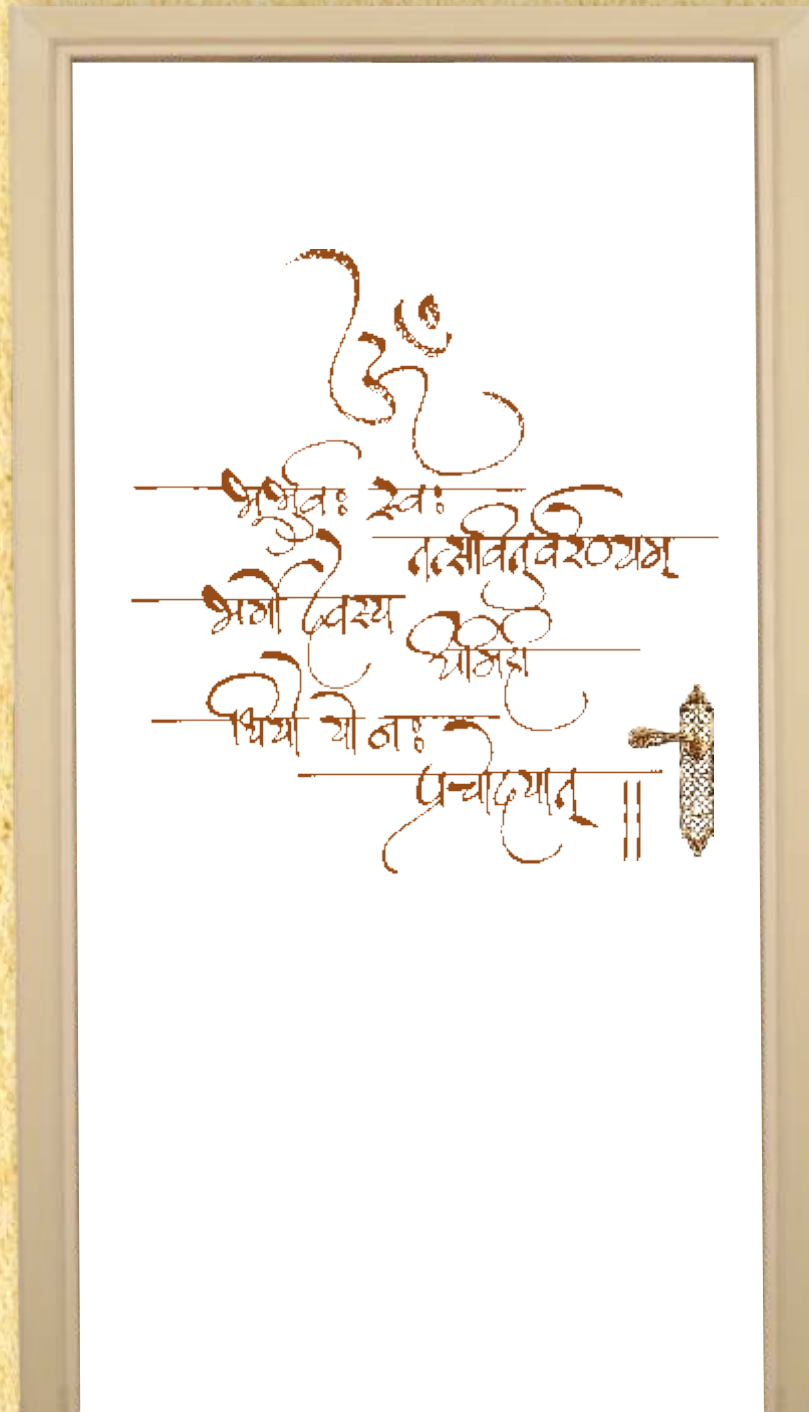 ॐ
भूर्भुवः स्वः
तत्सवितुर्वरेण्यम्
भर्गो देवस्य
धीमहि
धियो यो नः
प्रचोदयात् ॥